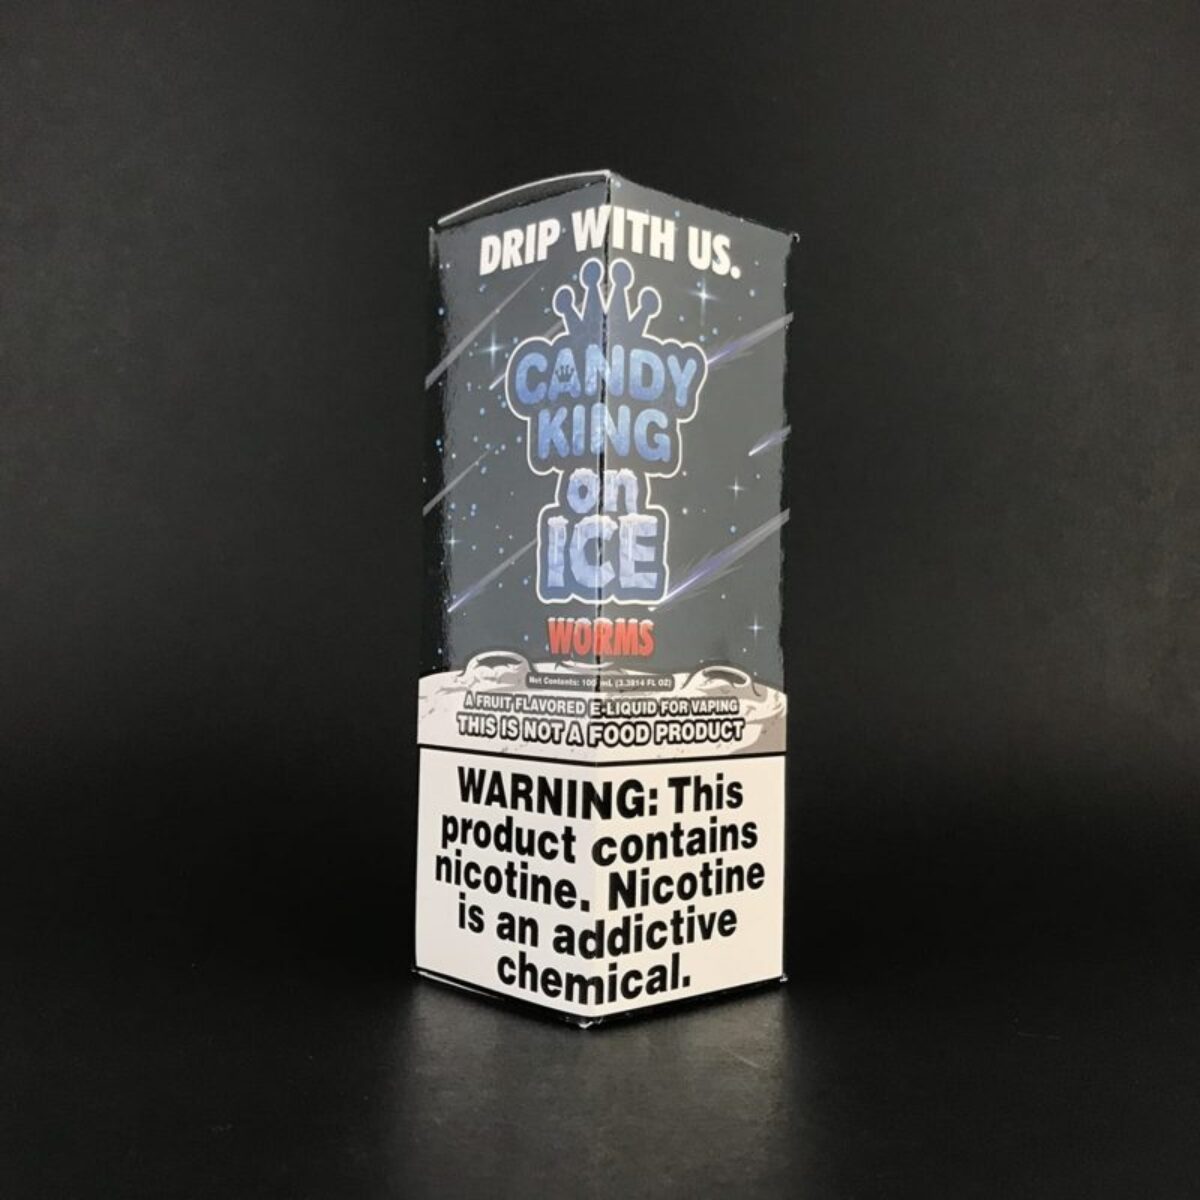 DRIP WITH US.
CANDY
KING
on
ICE
WORMS
Net Contents: 100 mL (3.3814 FL OZ)
A FRUIT FLAVORED E-LIQUID FOR VAPING
THIS IS NOT A FOOD PRODUCT
WARNING: This
product contains
nicotine. Nicotine
is an addictive
chemical.